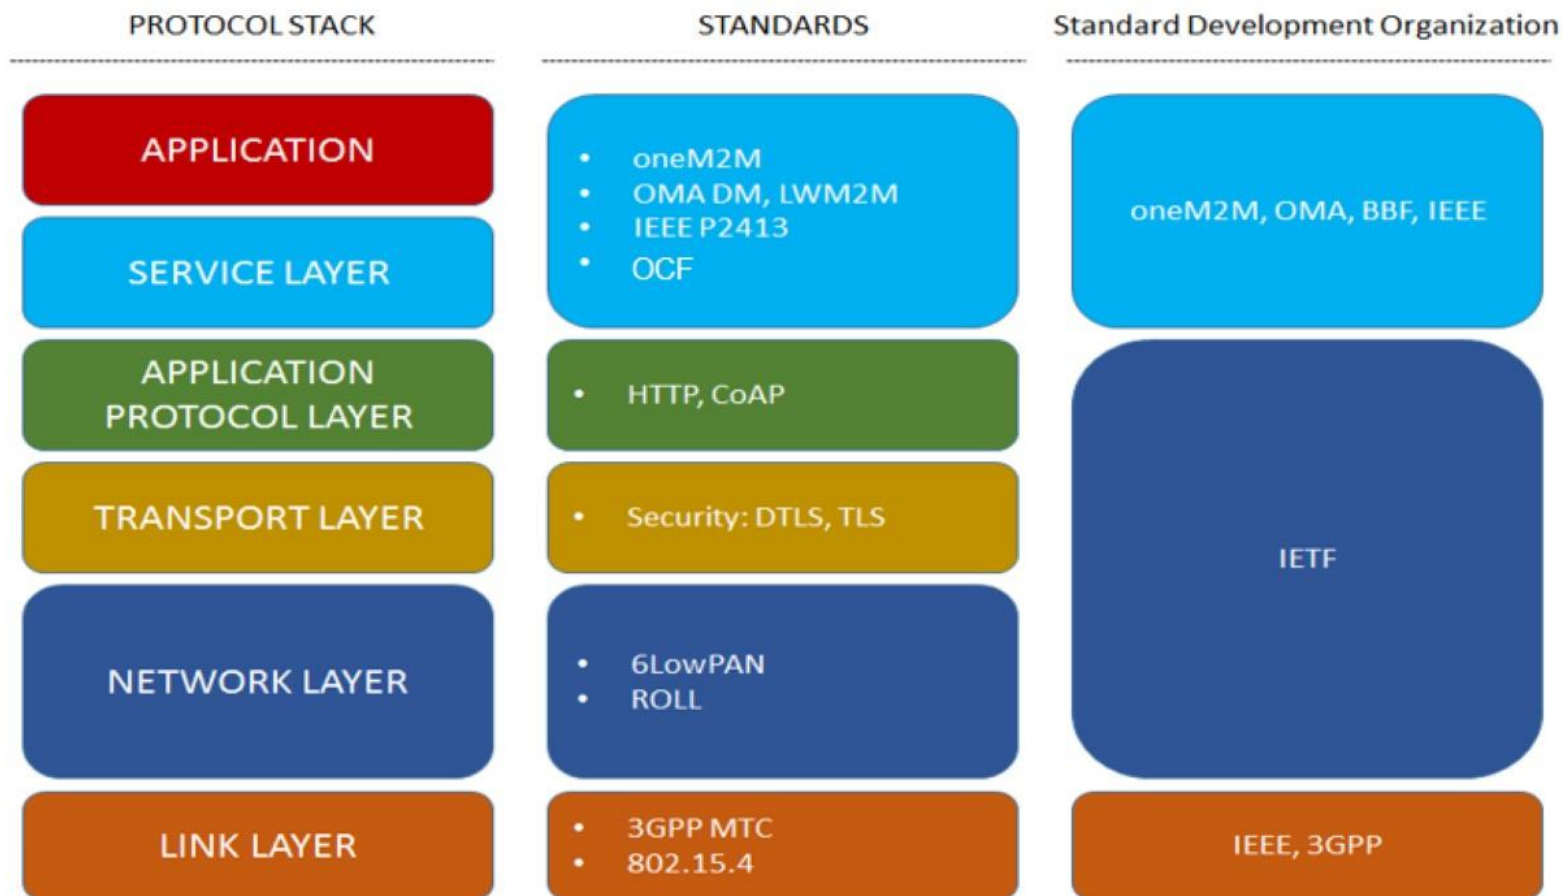 PROTOCOL STACK
STANDARDS
Standard Development Organization
APPLICATION
SERVICE LAYER
• oneM2M
• OMA DM, LWM2M
• IEEE P2413
• OCF
oneM2M, OMA, BBF, IEEE
APPLICATION
PROTOCOL LAYER
• HTTP, CoAP
TRANSPORT LAYER
• Security: DTLS, TLS
NETWORK LAYER
• 6LowPAN
• ROLL
IETF
LINK LAYER
• 3GPP MTC
• 802.15.4
IEEE, 3GPP